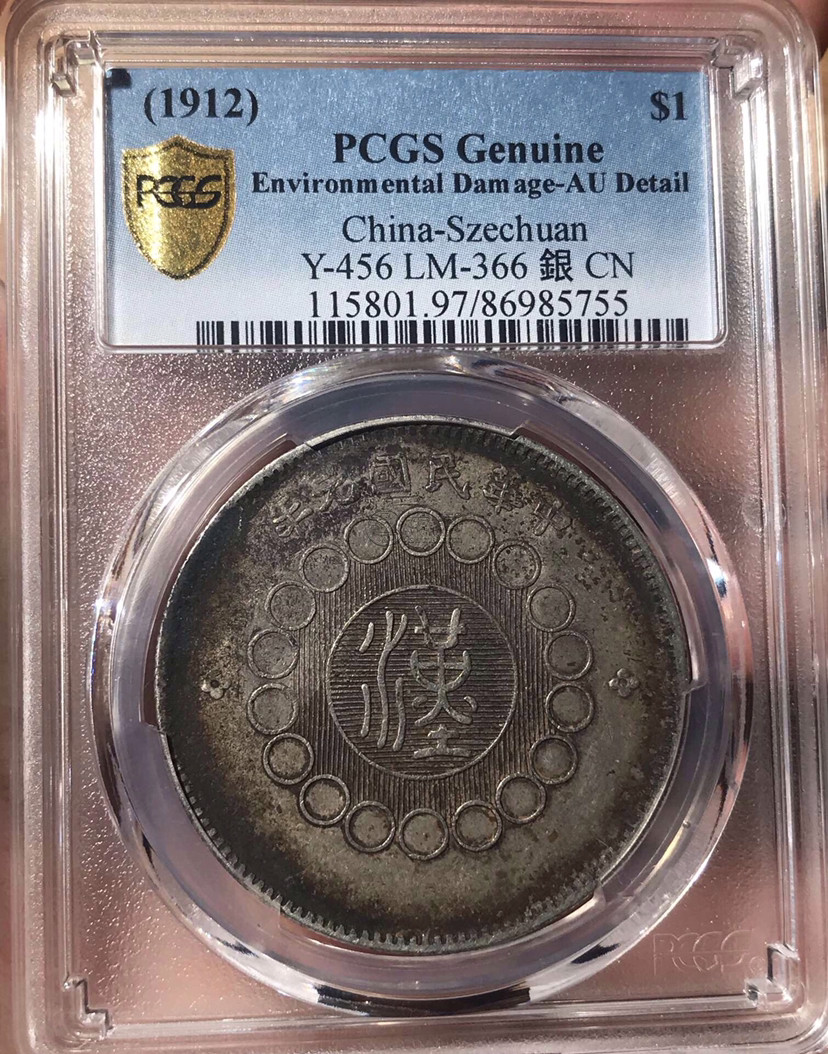 (1912) $1
PCGS Genuine
Environmental Damage-AU Detail
China-Szechuan
Y-456 LM-366 銀 CN
115801.97/86985755
PCGS
中華民國元年
漢
PCGS